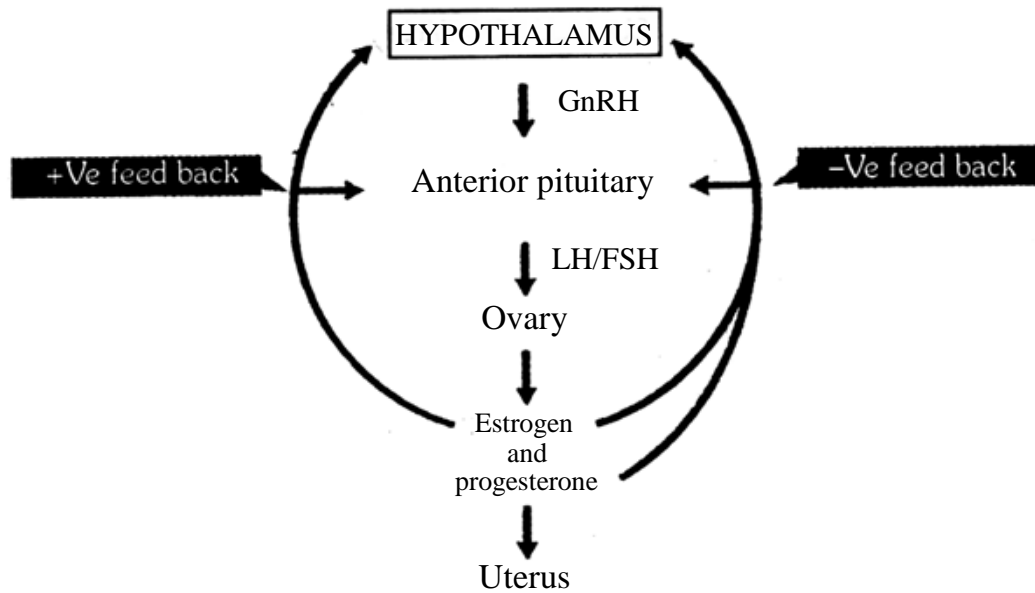 HYPOTHALAMUS
GnRH
+Ve feed back
Anterior pituitary
–Ve feed back
LH/FSH
Ovary
Estrogen
and
progesterone
Uterus